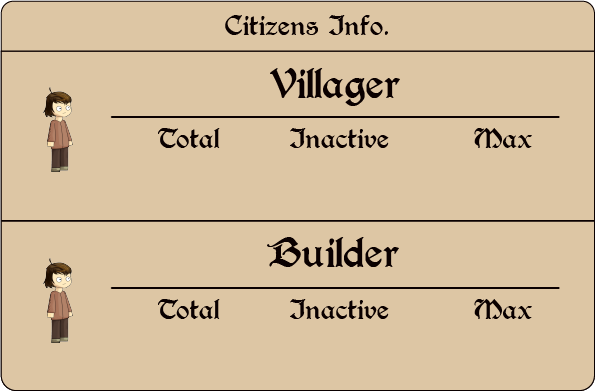 Citizens Info.
Villager
Total Inactive Max
Builder
Total Inactive Max